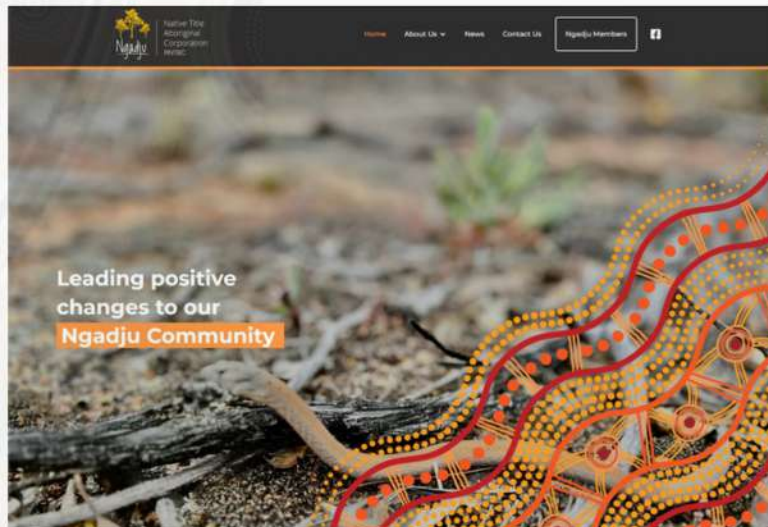 Ngadju
Native Title
Aboriginal
Corporation
RNTBC
Home
About Us
News
Contact Us
Ngadju Members
Leading positive
changes to our
Ngadju Community